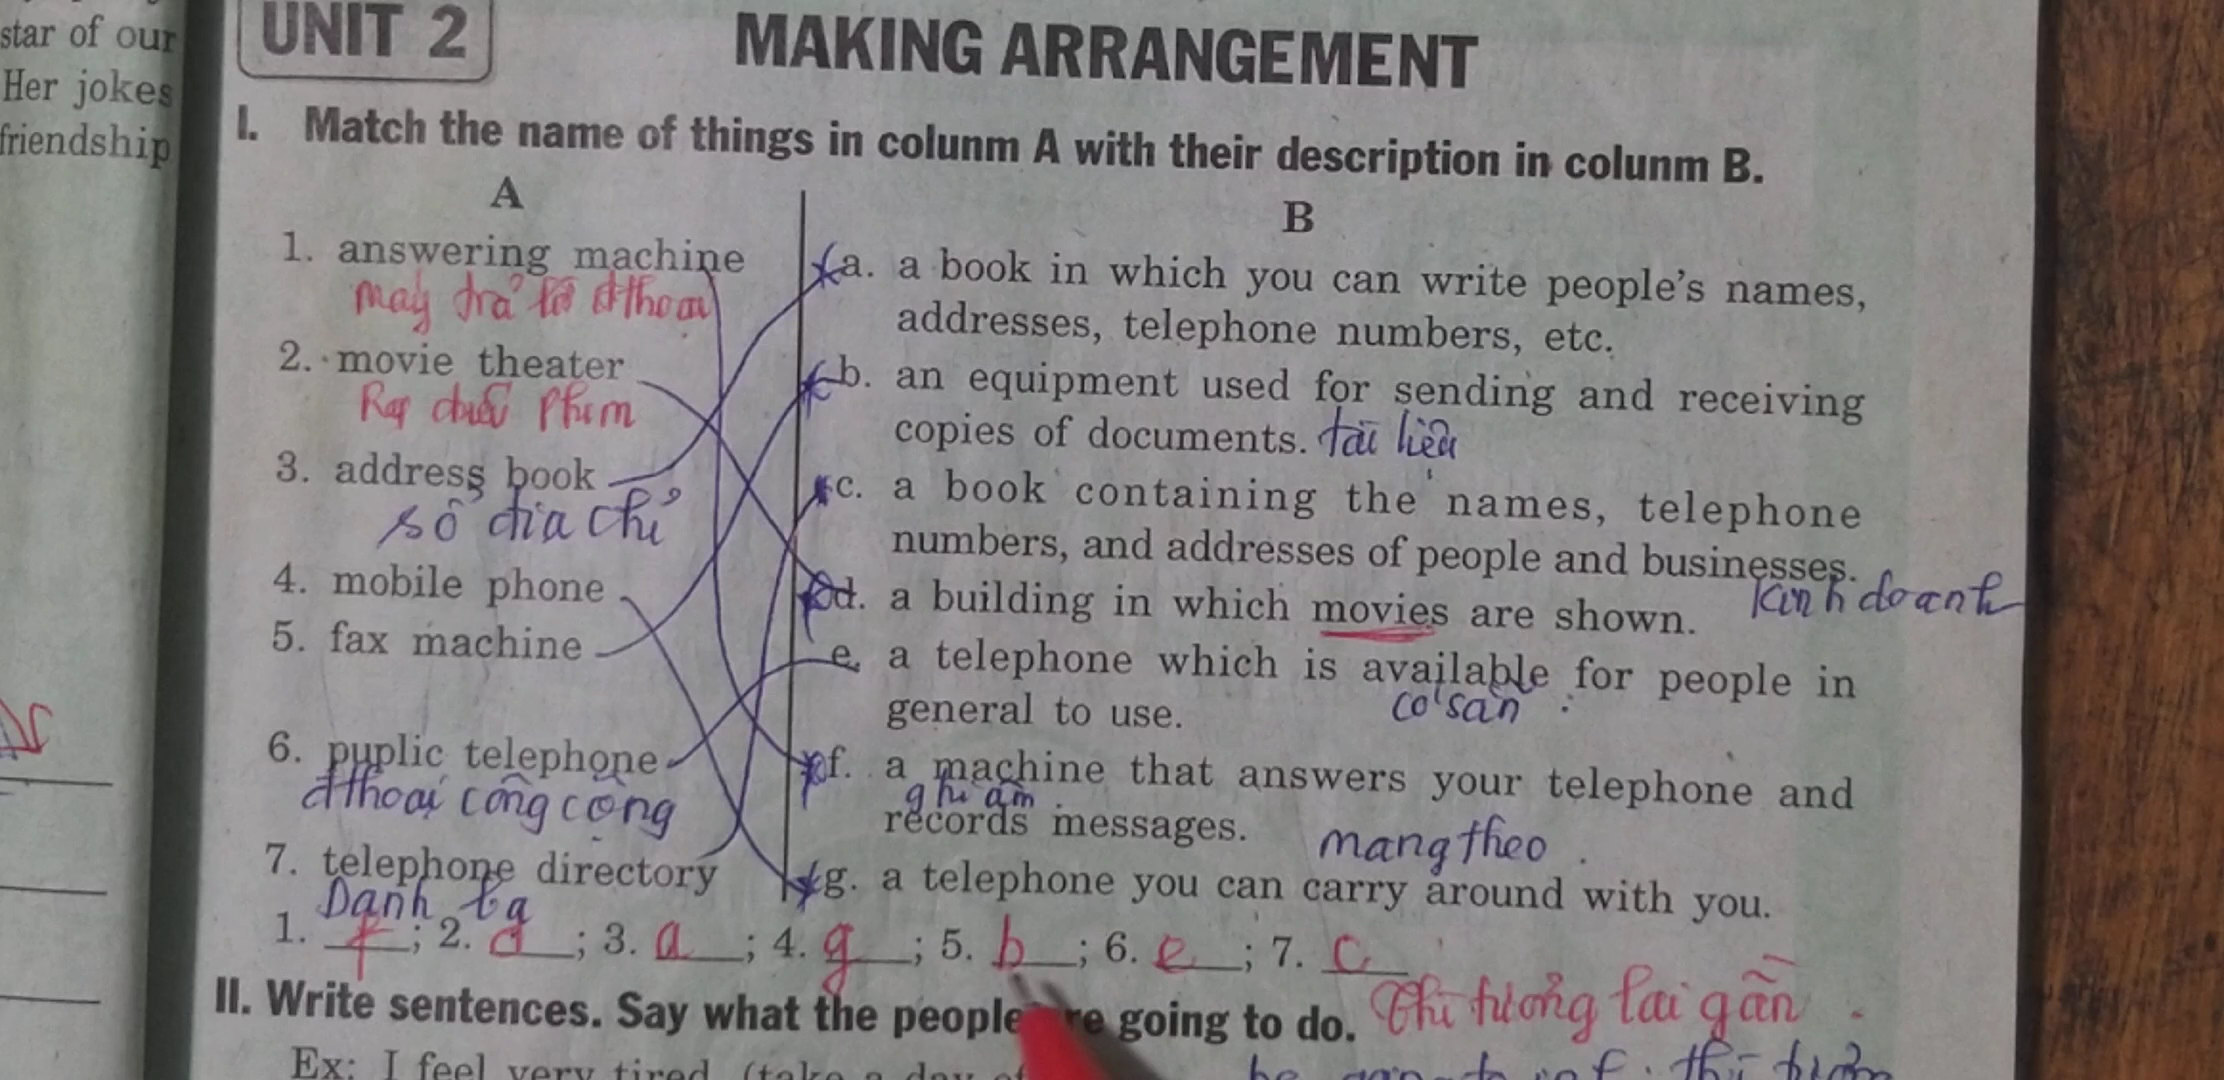 star of our
Her jokes
friendship
UNIT 2
MAKING ARRANGEMENT
I. Match the name of things in colunm A with their description in colunm B.
A
B
1. answering machine
máy trả lời đthoại
2. movie theater
Rạp chiếu phim
3. address book
sổ địa chỉ
4. mobile phone
5. fax machine
6. puplic telephone
đthoại công cộng
7. telephone directory
Danh bạ
a. a book in which you can write people's names,
addresses, telephone numbers, etc.
b. an equipment used for sending and receiving
copies of documents. tài liệu
c. a book containing the names, telephone
numbers, and addresses of people and businesses.
kinh doanh
d. a building in which movies are shown.
e. a telephone which is available for people in
general to use. có sẵn
f. a machine that answers your telephone and
ghi âm
records messages.
mang theo
g. a telephone you can carry around with you.
1. f; 2. d; 3. a; 4. g; 5. b; 6. e; 7. c
II. Write sentences. Say what the people are going to do. Thì tương lai gần
Ex: I feel very tired. (take a day